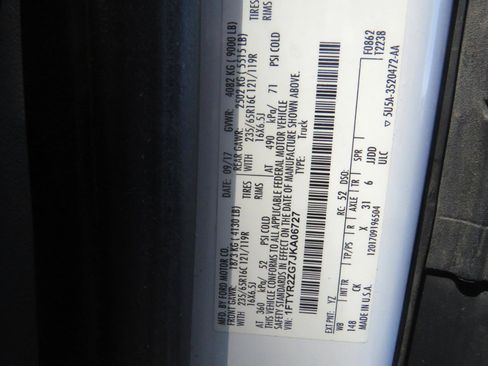 MFD. BY FORD MOTOR CO.
DATE: 09/17 GVWR: 4082 KG ( 9000 LB)
FRONT GAWR: 1873 KG ( 4130 LB) REAR GAWR: 2502 KG ( 5515 LB)
WITH 235/65R16C 121/119R TIRES WITH 235/65R16C 121/119R
16X6.5J RIMS 16X6.5J
AT 360 kPa/ 52 PSI COLD AT 490 kPa/ 71 PSI COLD
THIS VEHICLE CONFORMS TO ALL APPLICABLE FEDERAL MOTOR VEHICLE
SAFETY STANDARDS IN EFFECT ON THE DATE OF MANUFACTURE SHOWN ABOVE.
VIN: 1FTYR2ZG7JKA06727
TYPE: Truck
F0862
T2238
EXT PNT: YZ RC: 52 DSO:
WB INT TR TP/PS R AXLE TR SPR
148 CK X 31 6 JJDD
MADE IN U.S.A. 1201709196504 ULC
▽ 5U5A-3520472-AA